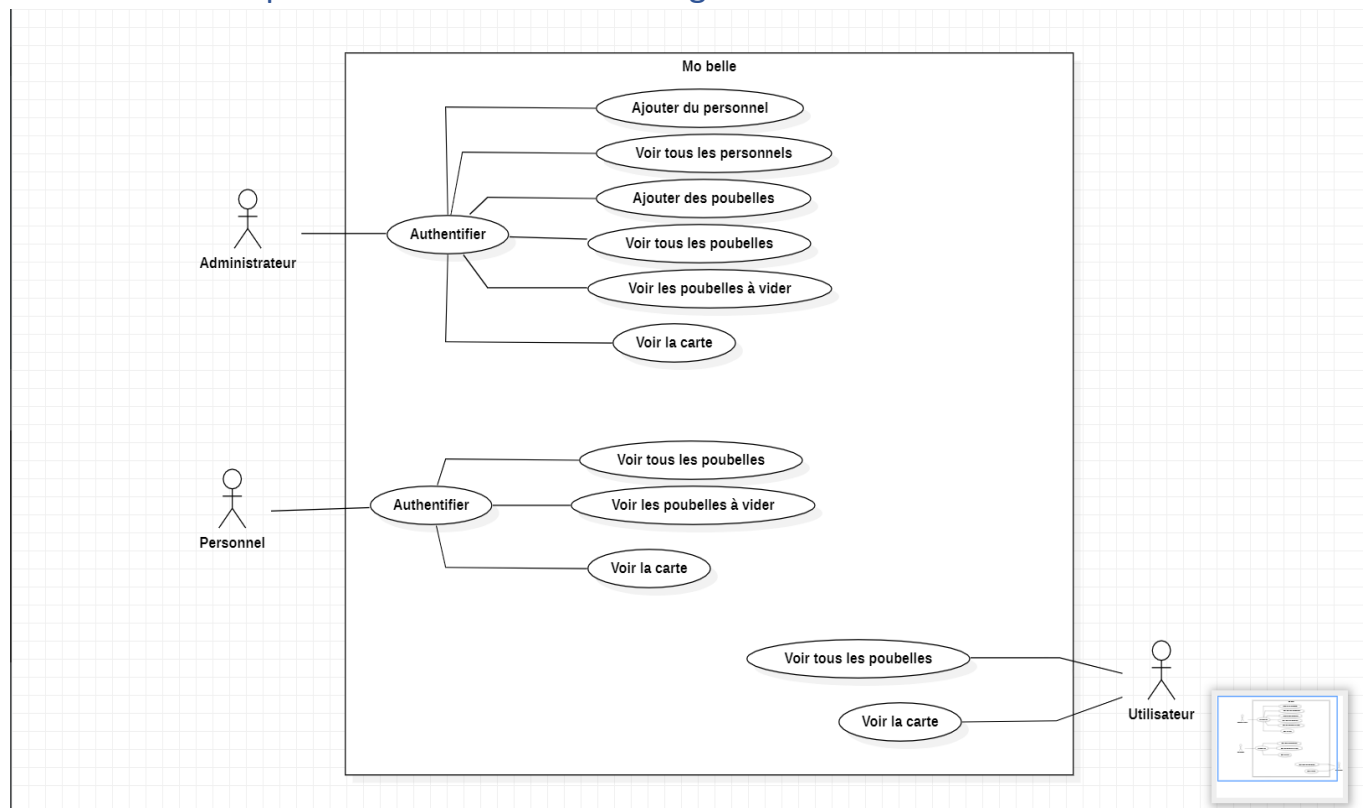 Mo belle
Ajouter du personnel
Voir tous les personnels
Ajouter des poubelles
Authentifier
Voir tous les poubelles
Administrateur
Voir les poubelles à vider
Voir la carte
Voir tous les poubelles
Authentifier
Voir les poubelles à vider
Personnel
Voir la carte
Voir tous les poubelles
Utilisateur
Voir la carte